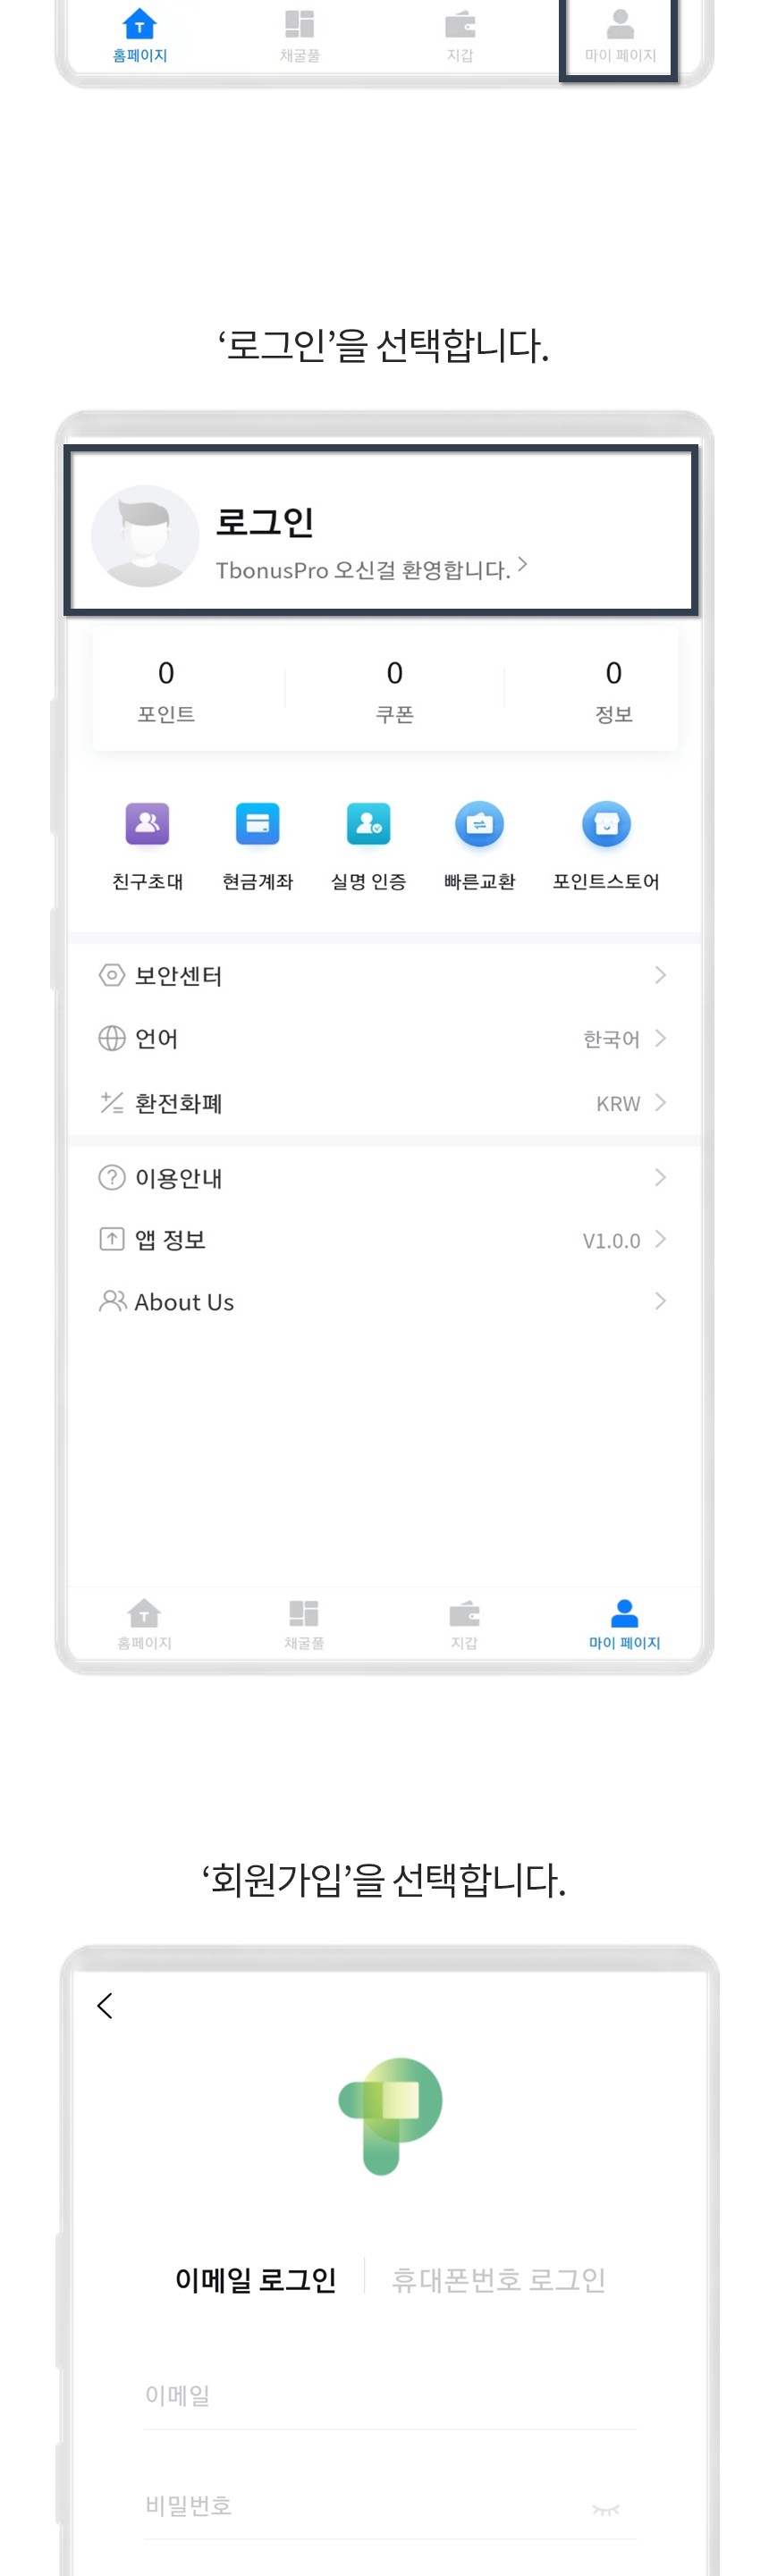 홈페이지 채굴풀 지갑 마이 페이지
‘로그인’을 선택합니다.
로그인
TbonusPro 오신걸 환영합니다.
0 0 0
포인트 쿠폰 정보
친구초대 현금계좌 실명 인증 빠른교환 포인트스토어
보안센터
언어 한국어
환전화폐 KRW
이용안내
앱 정보 V1.0.0
About Us
홈페이지 채굴풀 지갑 마이 페이지
‘회원가입’을 선택합니다.
이메일 로그인 휴대폰번호 로그인
이메일
비밀번호